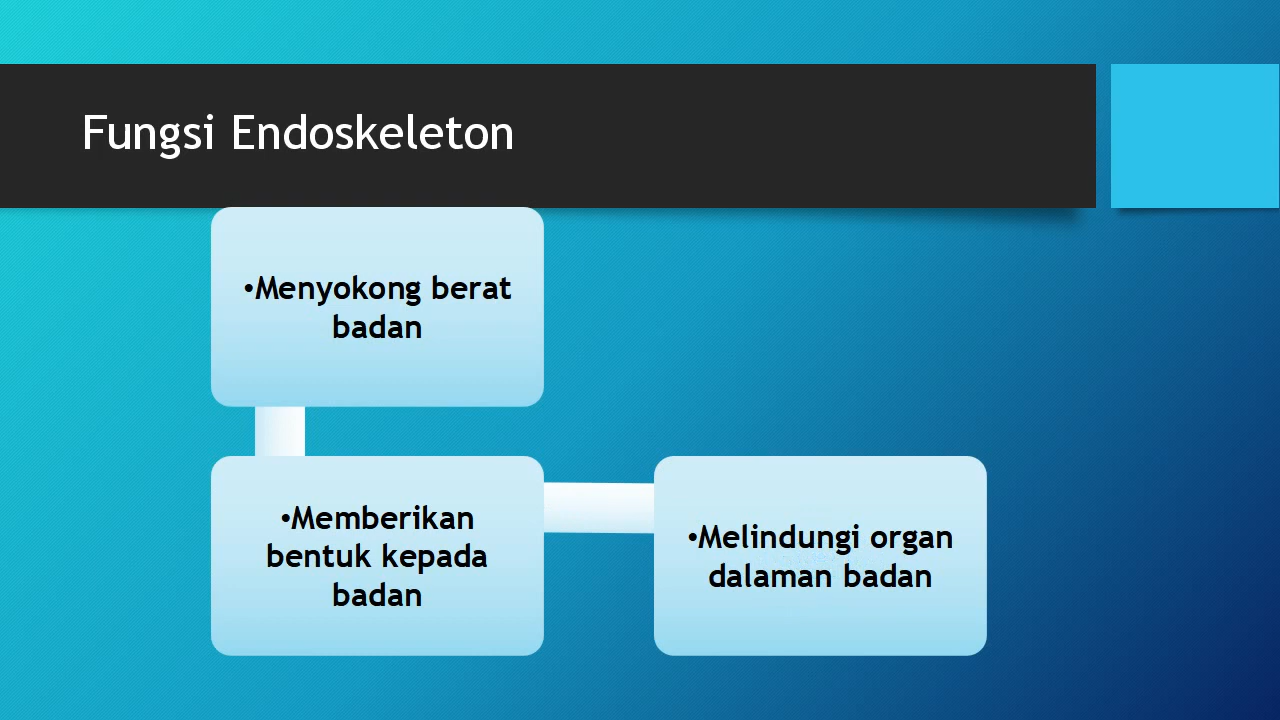 Fungsi Endoskeleton
•Menyokong berat
badan
•Memberikan
bentuk kepada
badan
•Melindungi organ
dalaman badan